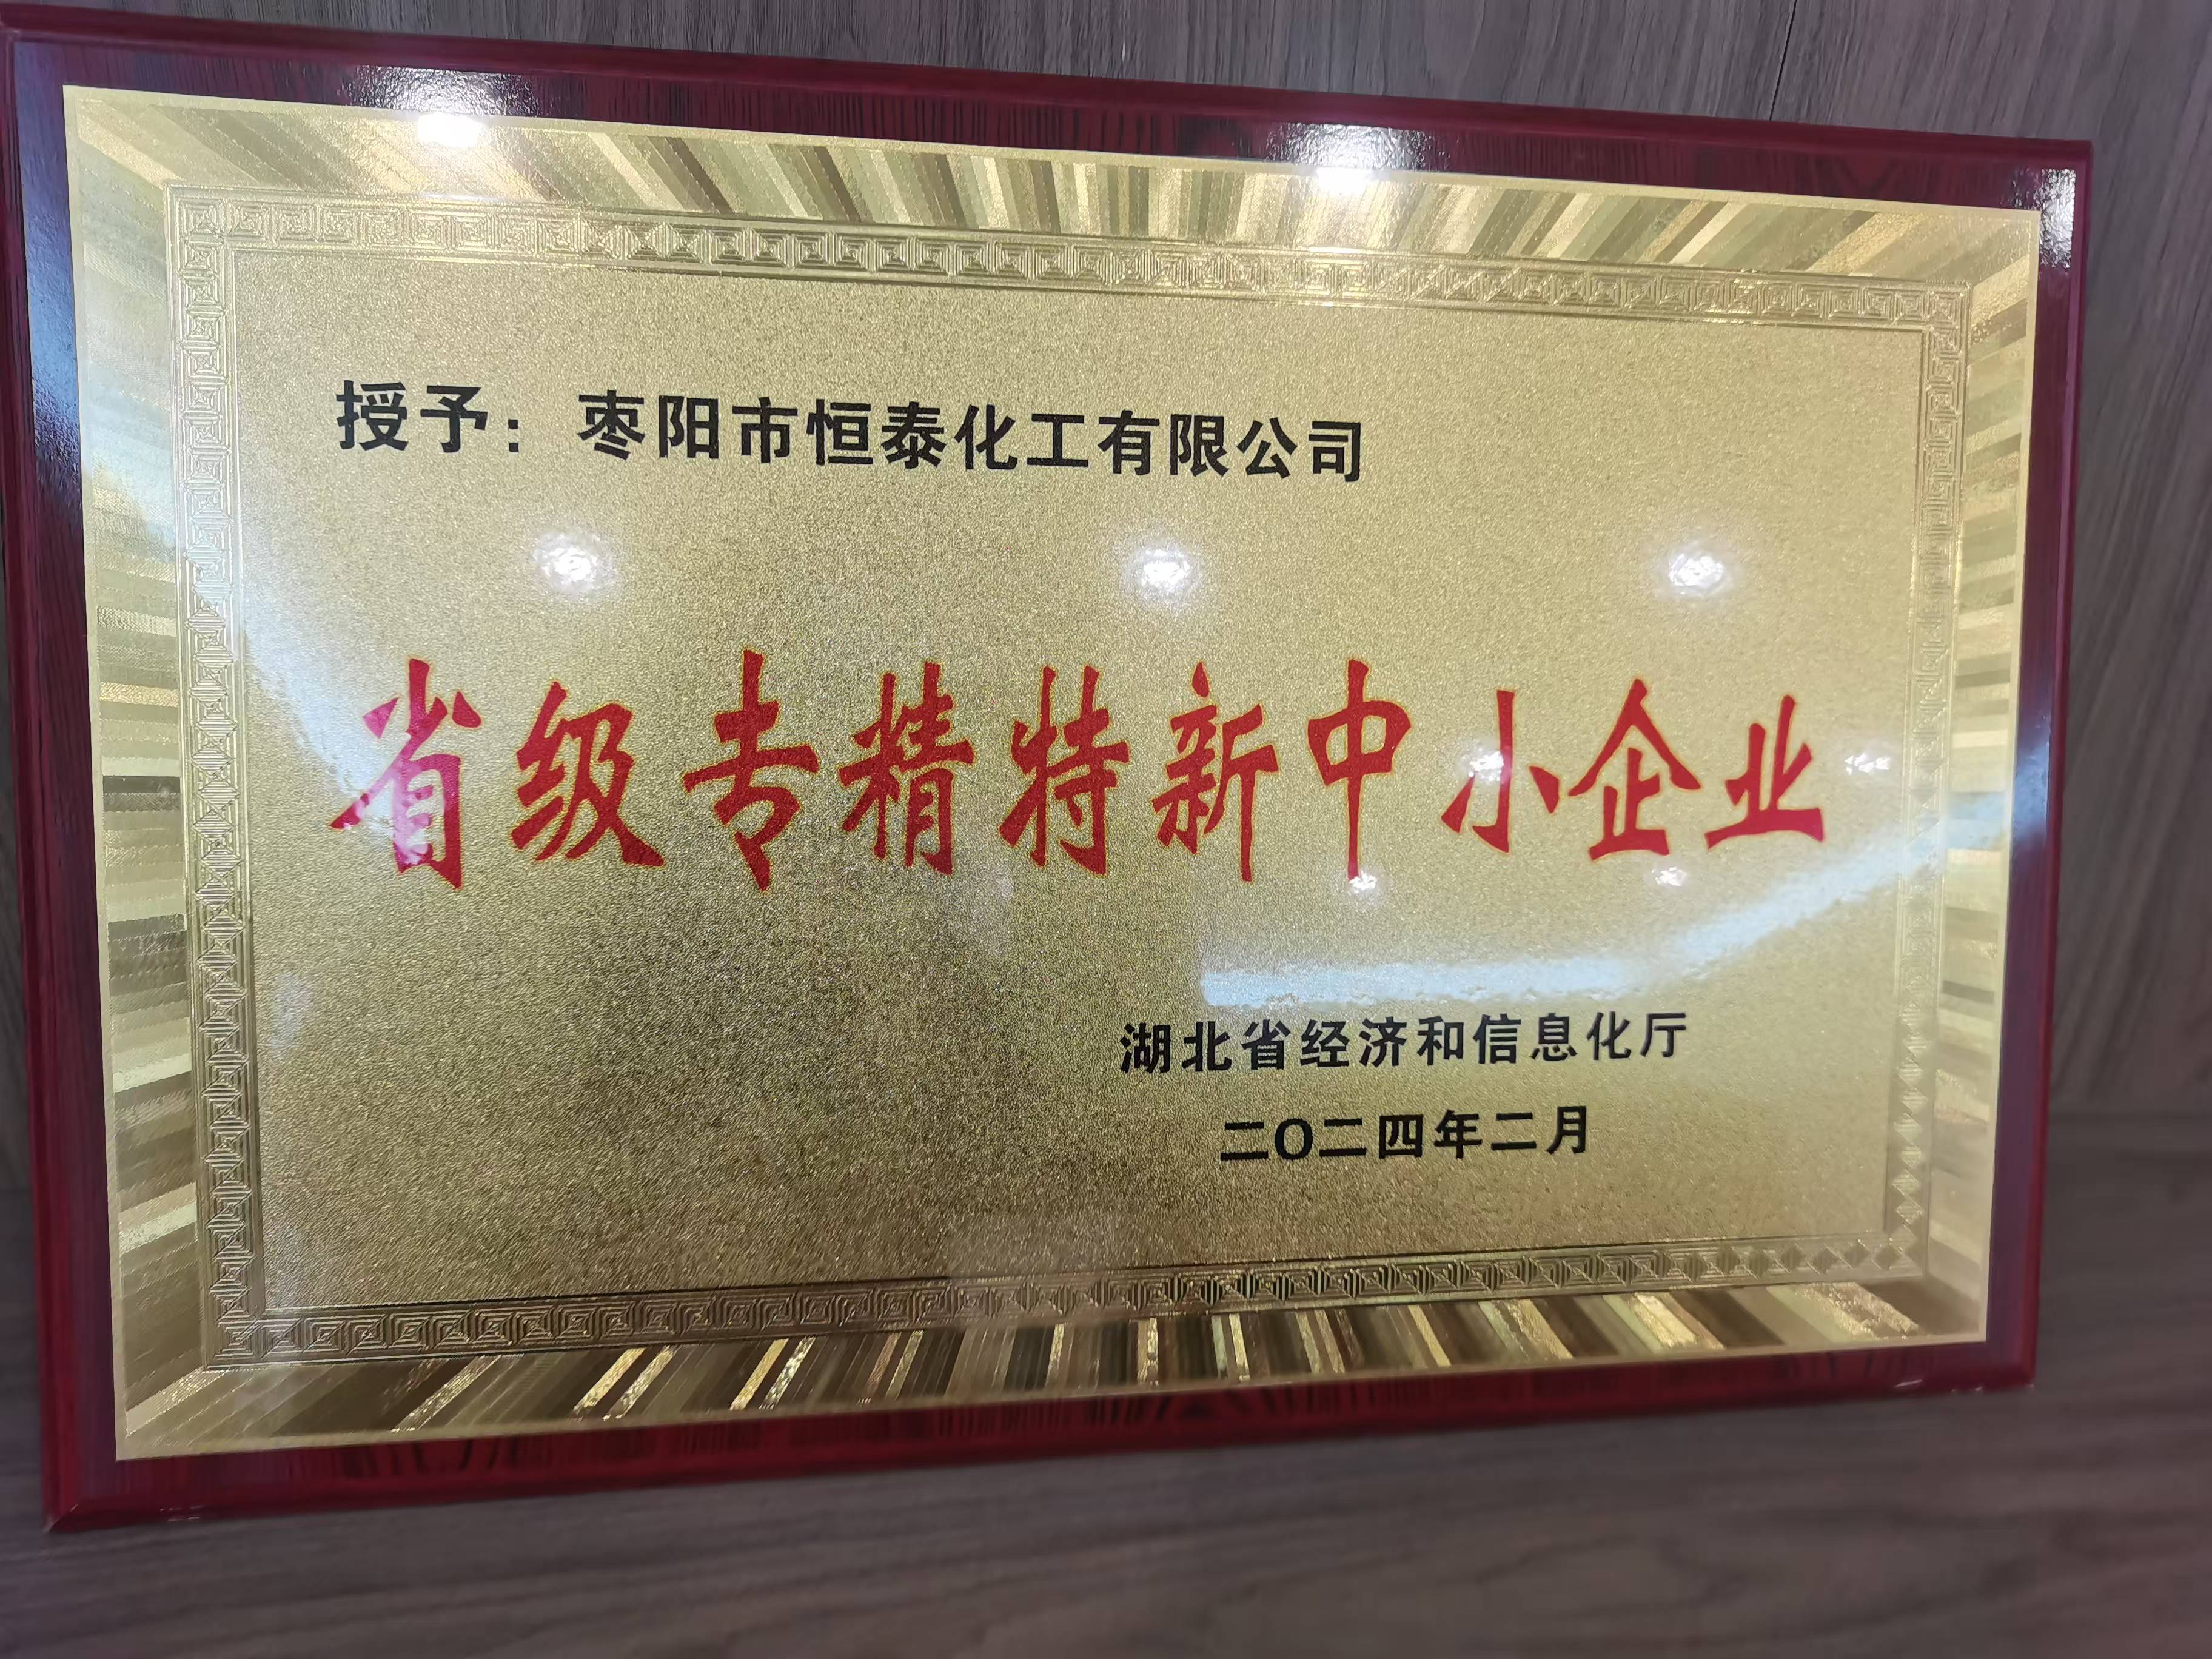 授予：枣阳市恒泰化工有限公司
省级专精特新中小企业
湖北省经济和信息化厅
二〇二四年二月